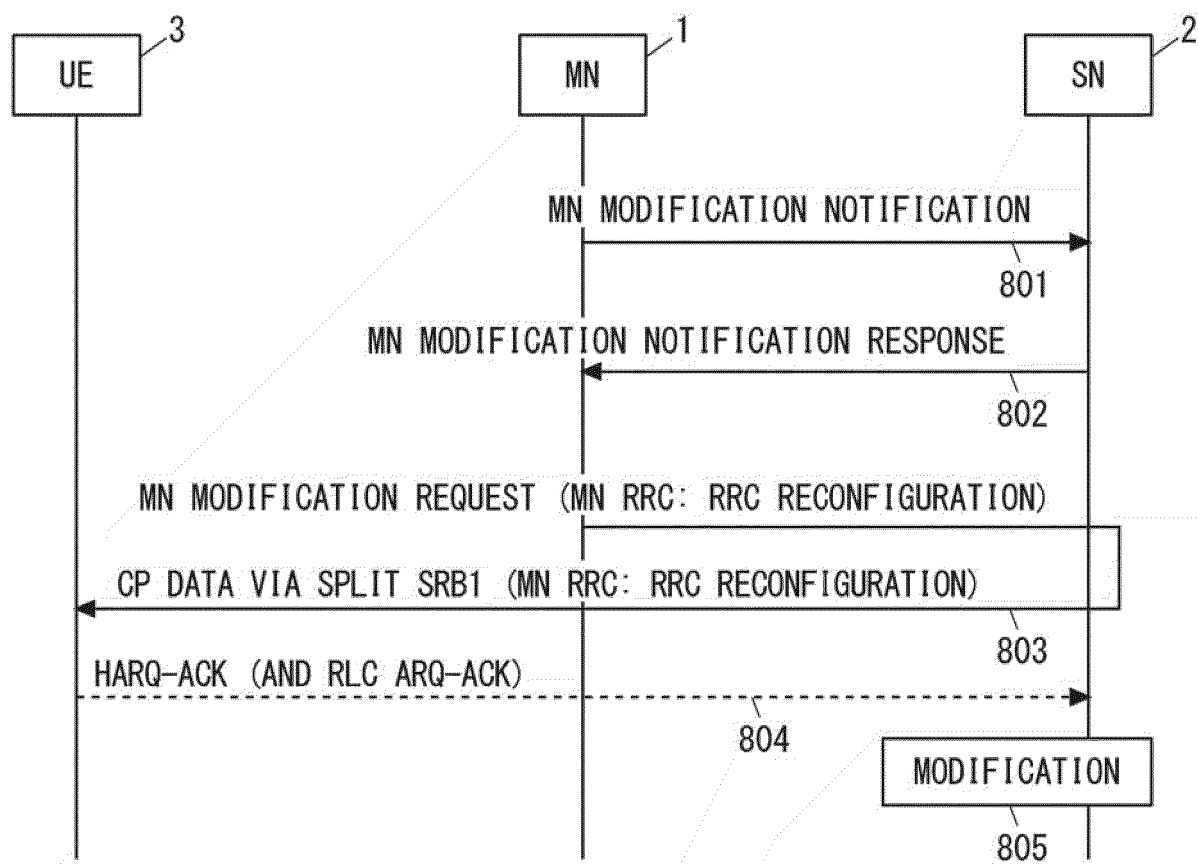 3
1
2
UE
MN
SN
MN MODIFICATION NOTIFICATION
801
MN MODIFICATION NOTIFICATION RESPONSE
802
MN MODIFICATION REQUEST (MN RRC: RRC RECONFIGURATION)
CP DATA VIA SPLIT SRB1 (MN RRC: RRC RECONFIGURATION)
803
HARQ-ACK (AND RLC ARQ-ACK)
804
MODIFICATION
805